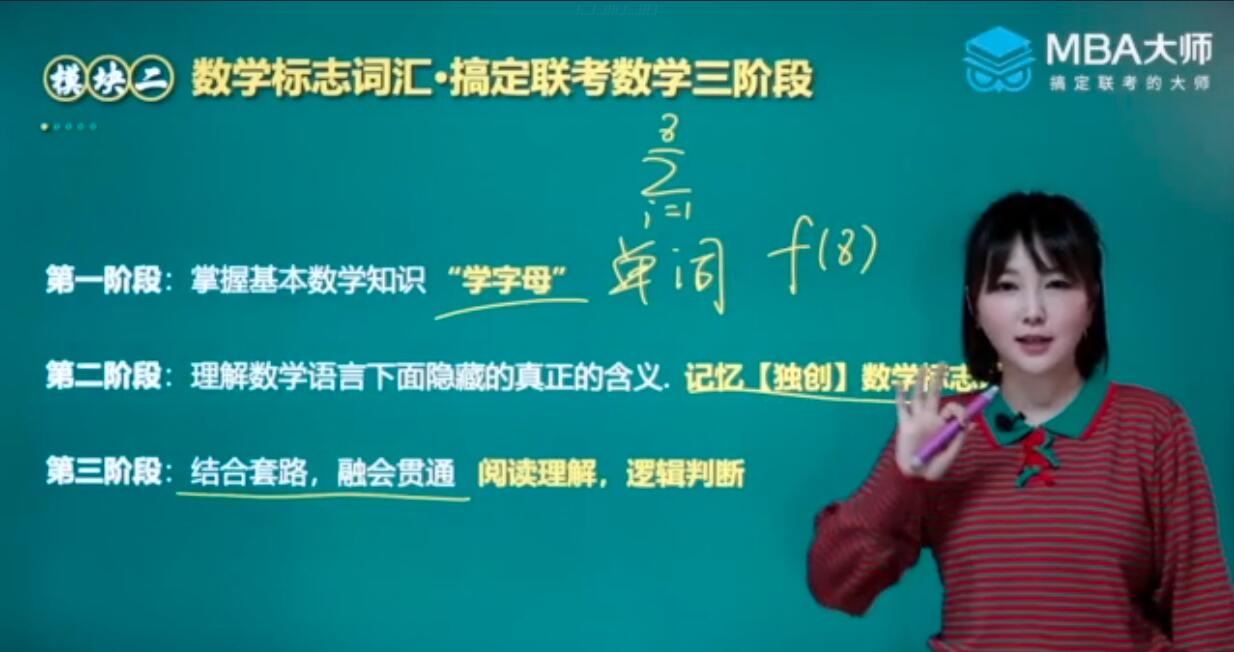 模块二 数学标志词汇·搞定联考数学三阶段
MBA大师
搞定联考的大师
8
∑
i=1
单词 f(8)
第一阶段：掌握基本数学知识 “学字母”
第二阶段：理解数学语言下面隐藏的真正的含义. 记忆【独创】数学标志
第三阶段：结合套路，融会贯通 阅读理解，逻辑判断